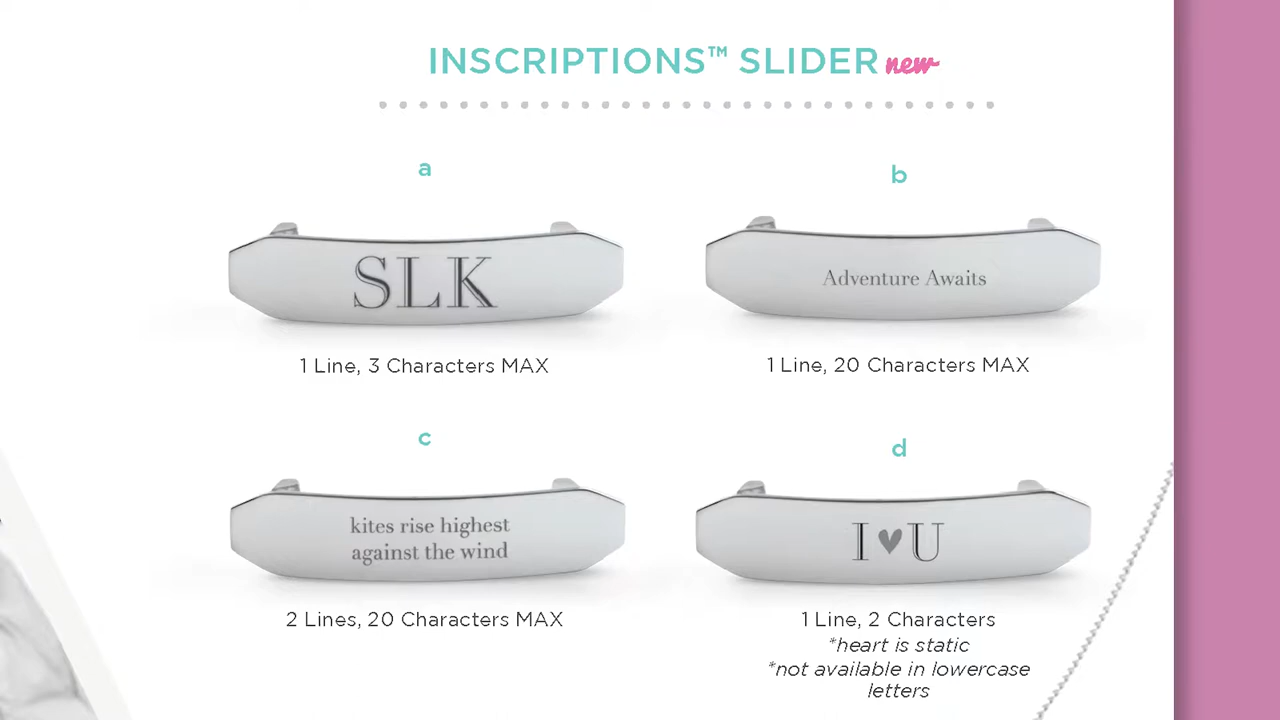 INSCRIPTIONS™ SLIDER new
a
SLK
1 Line, 3 Characters MAX
b
Adventure Awaits
1 Line, 20 Characters MAX
c
kites rise highest
against the wind
2 Lines, 20 Characters MAX
d
I♥U
1 Line, 2 Characters
*heart is static
*not available in lowercase
letters